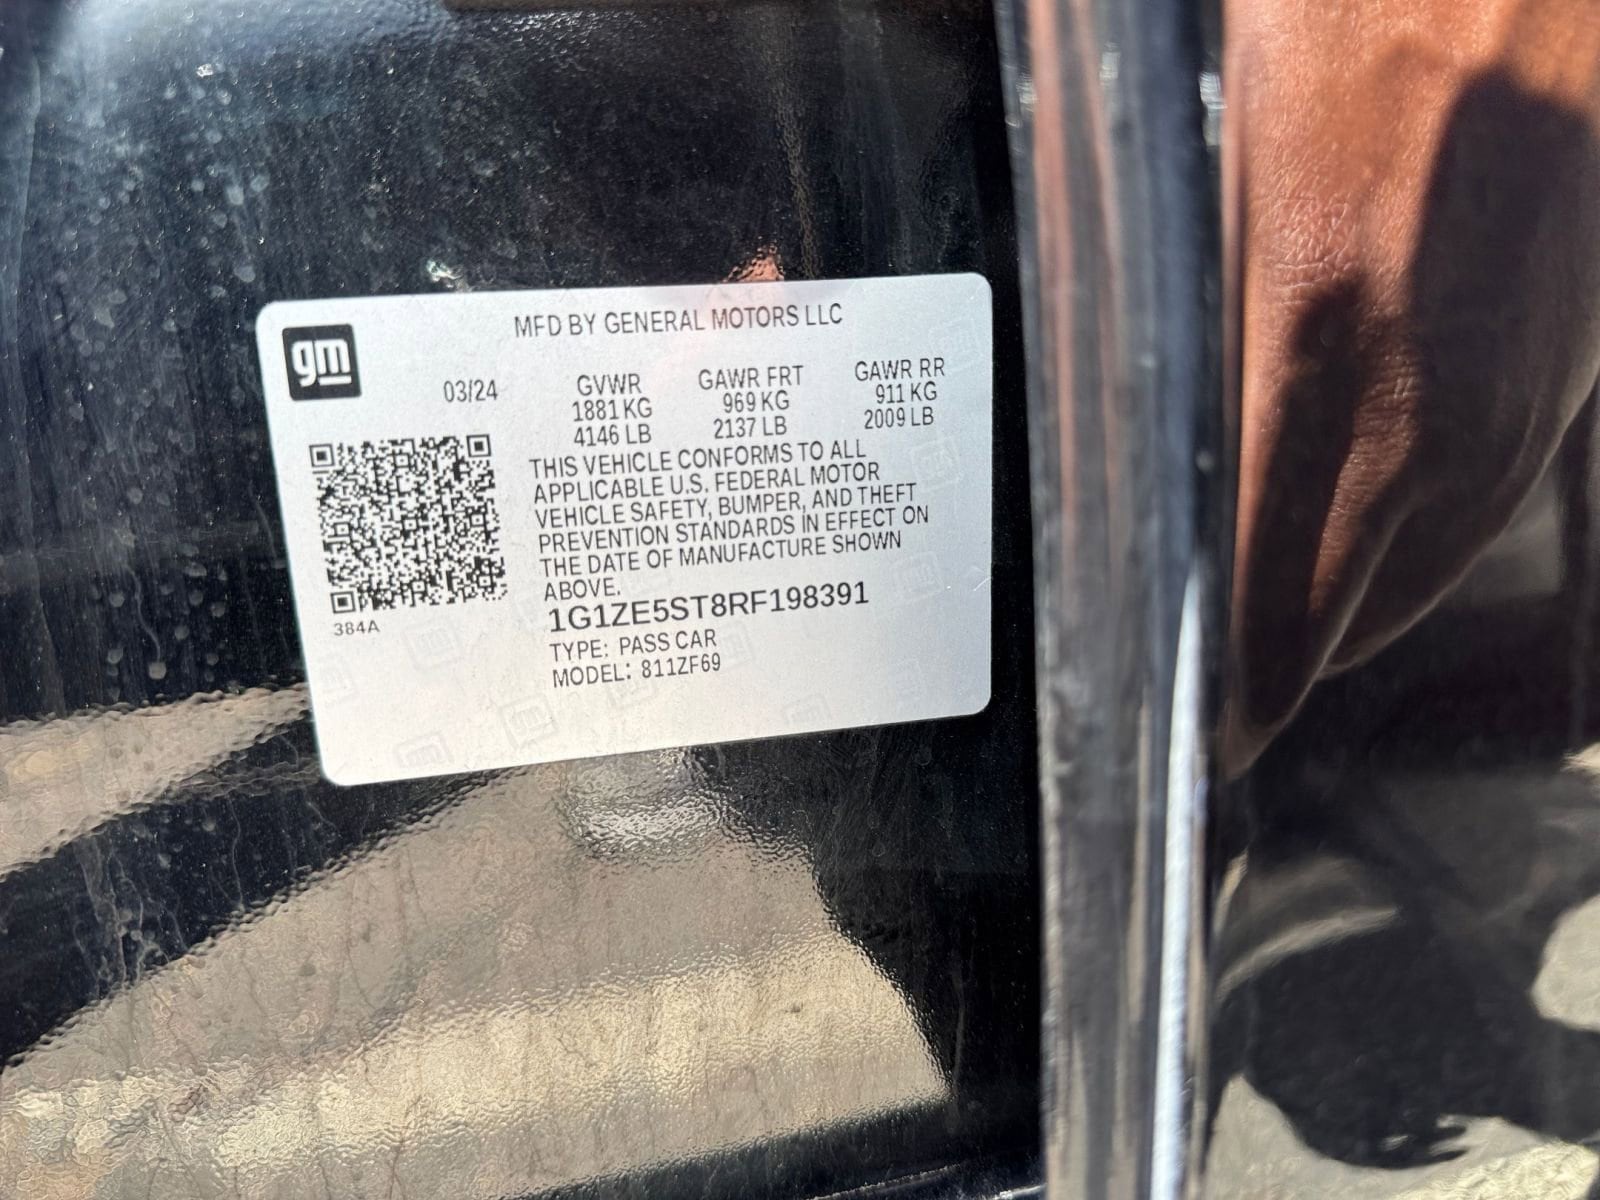 MFD BY GENERAL MOTORS LLC
gm
03/24
GVWR GAWR FRT GAWR RR
1881 KG 969 KG 911 KG
4146 LB 2137 LB 2009 LB
THIS VEHICLE CONFORMS TO ALL
APPLICABLE U.S. FEDERAL MOTOR
VEHICLE SAFETY, BUMPER, AND THEFT
PREVENTION STANDARDS IN EFFECT ON
THE DATE OF MANUFACTURE SHOWN
ABOVE.
1G1ZE5ST8RF198391
384A
TYPE: PASS CAR
MODEL: 811ZF69